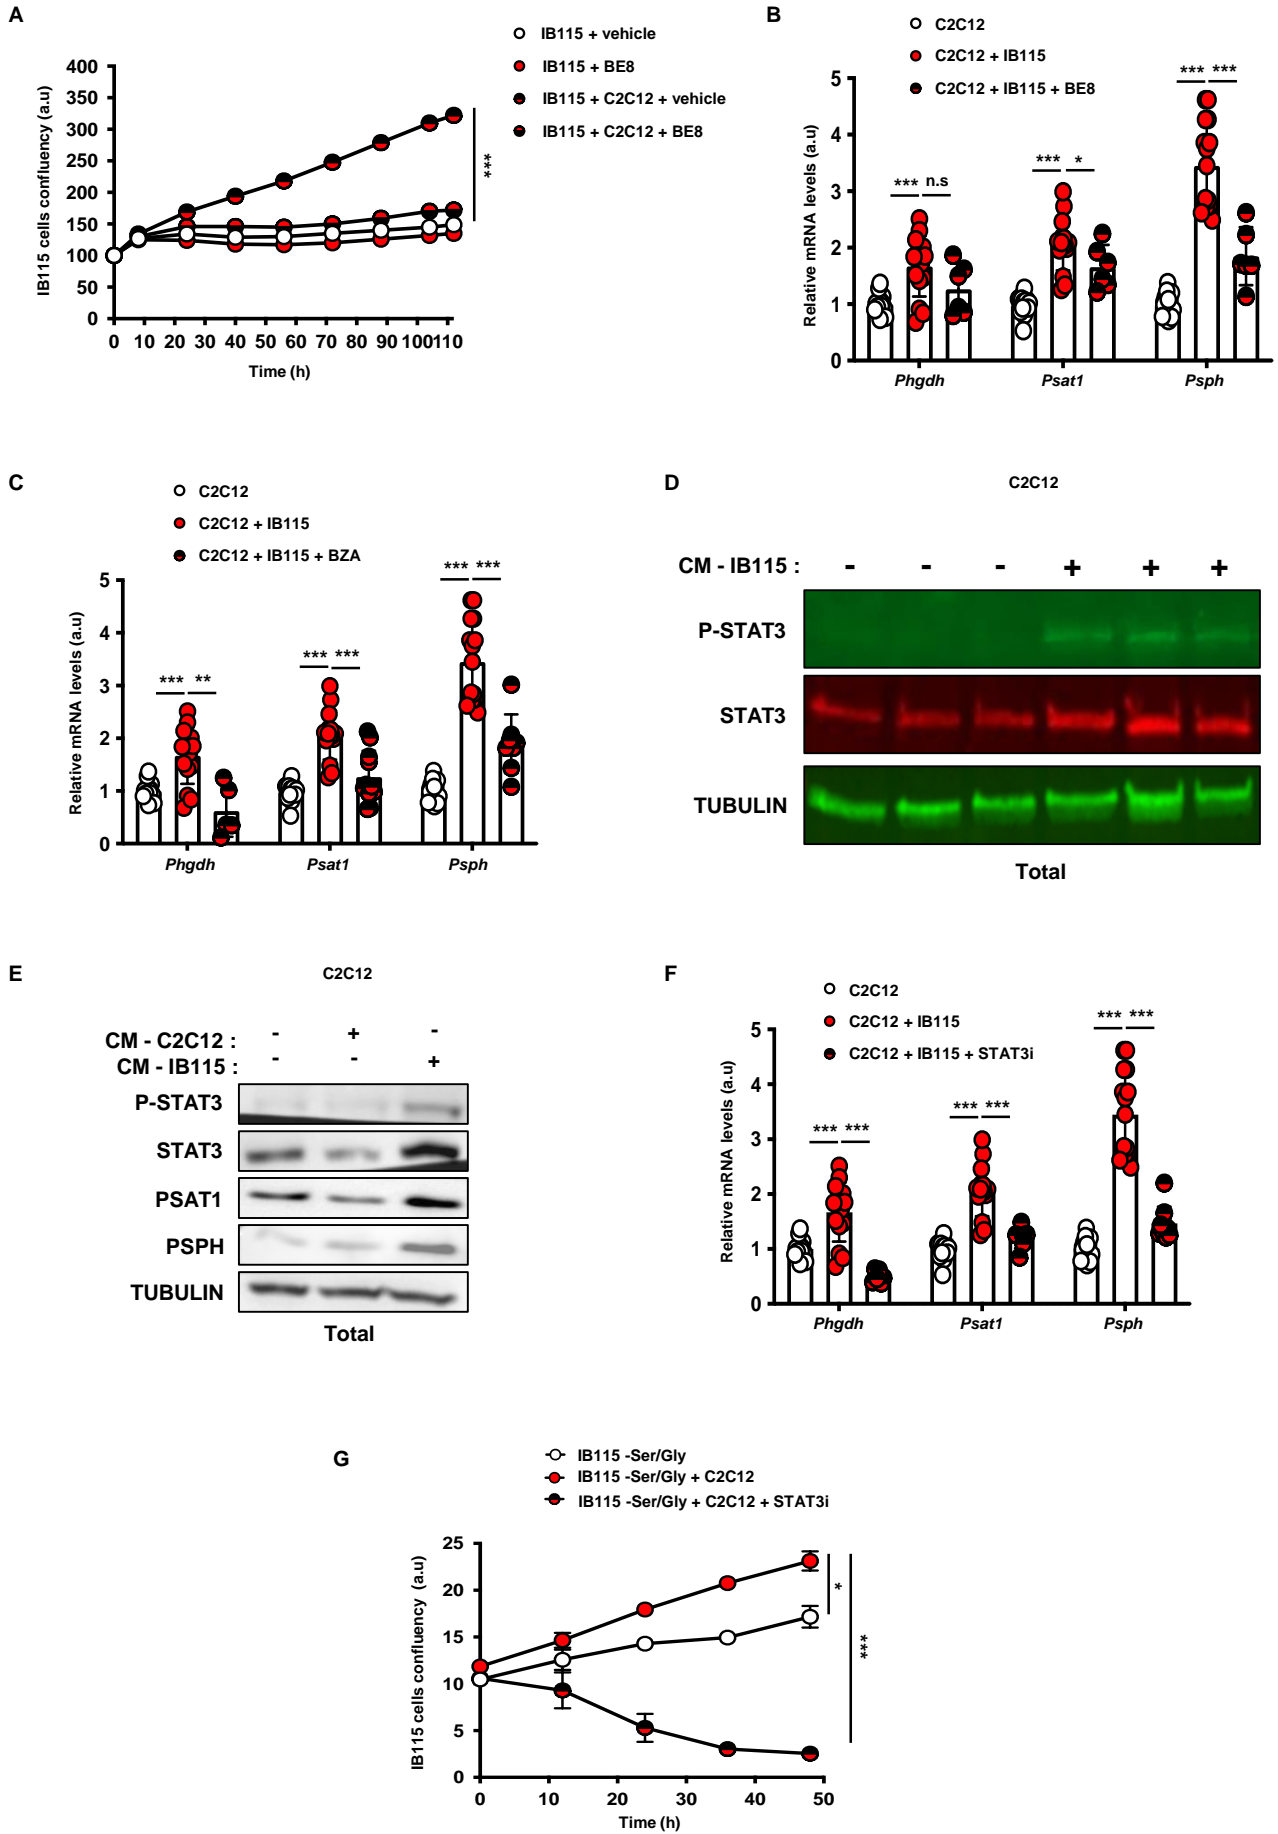 A
IB115 + vehicle
IB115 + BE8
IB115 + C2C12 + vehicle
IB115 + C2C12 + BE8
IB115 cells confluency (a.u)
400
350
300
250
200
150
100
50
0
0 10 20 30 40 50 60 70 80 90 100 110
Time (h)
***
B
C2C12
C2C12 + IB115
C2C12 + IB115 + BE8
Relative mRNA levels (a.u)
5
4
3
2
1
0
*** n.s
*** *
*** ***
Phgdh Psat1 Psph
C
C2C12
C2C12 + IB115
C2C12 + IB115 + BZA
Relative mRNA levels (a.u)
5
4
3
2
1
0
*** **
*** ***
*** ***
Phgdh Psat1 Psph
D
C2C12
CM - IB115 : - - - + + +
P-STAT3
STAT3
TUBULIN
Total
E
C2C12
CM - C2C12 : - + -
CM - IB115 : - - +
P-STAT3
STAT3
PSAT1
PSPH
TUBULIN
Total
F
C2C12
C2C12 + IB115
C2C12 + IB115 + STAT3i
Relative mRNA levels (a.u)
5
4
3
2
1
0
*** ***
*** ***
*** ***
Phgdh Psat1 Psph
G
IB115 -Ser/Gly
IB115 -Ser/Gly + C2C12
IB115 -Ser/Gly + C2C12 + STAT3i
IB115 cells confluency (a.u)
25
20
15
10
5
0
0 10 20 30 40 50
Time (h)
*
***